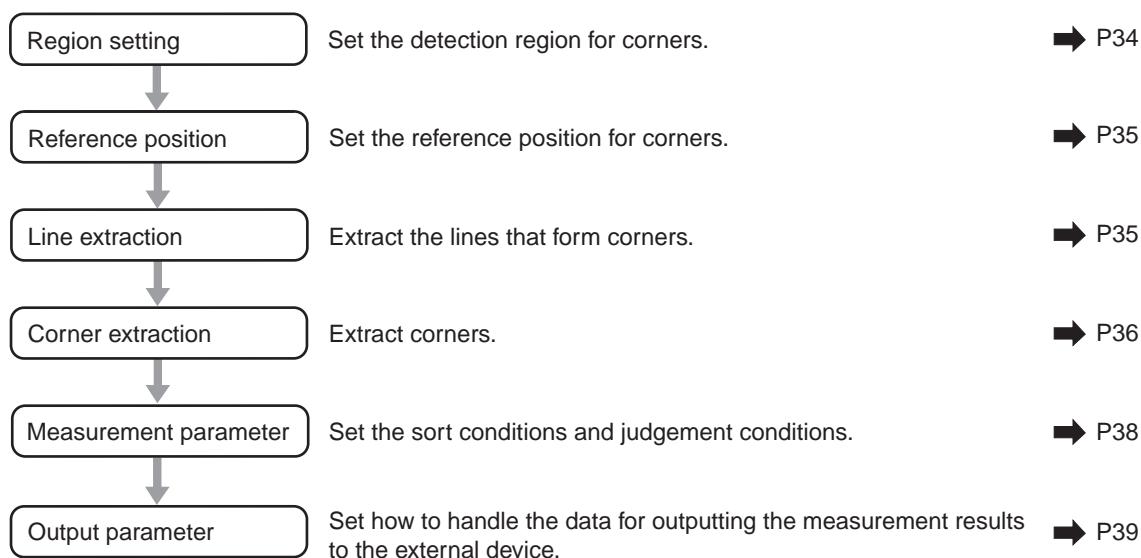 Region setting Set the detection region for corners. P34
Reference position Set the reference position for corners. P35
Line extraction Extract the lines that form corners. P35
Corner extraction Extract corners. P36
Measurement parameter Set the sort conditions and judgement conditions. P38
Output parameter Set how to handle the data for outputting the measurement results P39
to the external device.